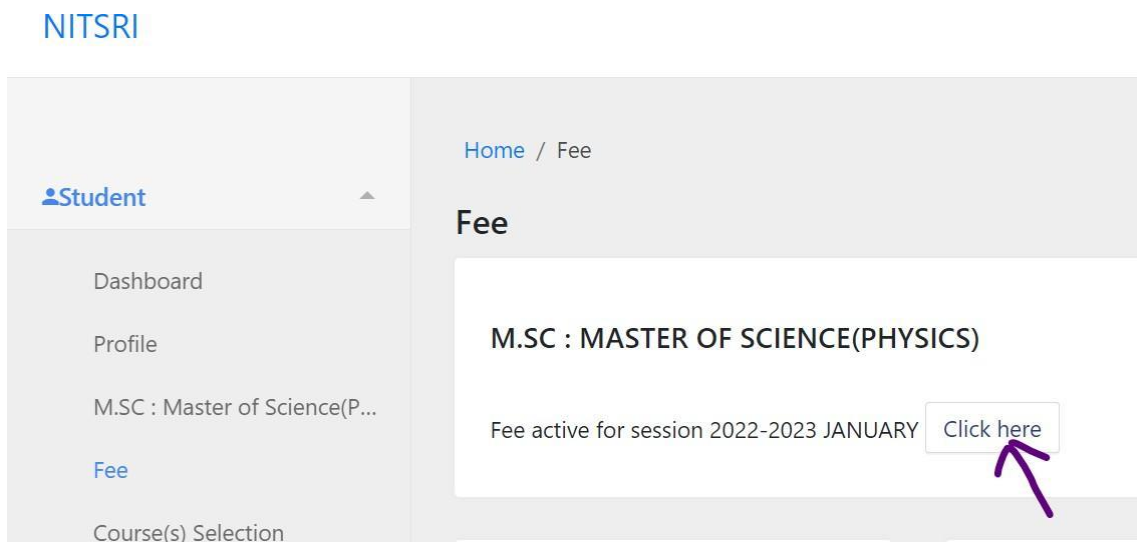 NITSRI
Student
Dashboard
Profile
M.SC : Master of Science(P...
Fee
Course(s) Selection
Home / Fee
Fee
M.SC : MASTER OF SCIENCE(PHYSICS)
Fee active for session 2022-2023 JANUARY Click here